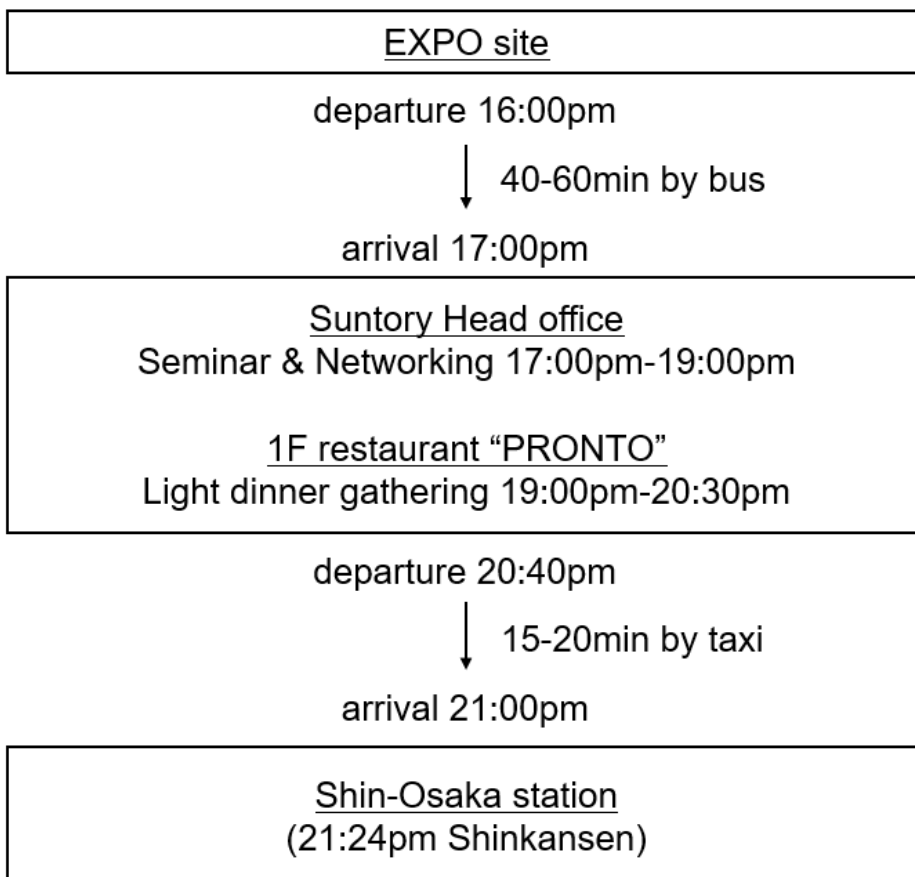 EXPO site
departure 16:00pm
40-60min by bus
arrival 17:00pm
Suntory Head office
Seminar & Networking 17:00pm-19:00pm
1F restaurant “PRONTO”
Light dinner gathering 19:00pm-20:30pm
departure 20:40pm
15-20min by taxi
arrival 21:00pm
Shin-Osaka station
(21:24pm Shinkansen)